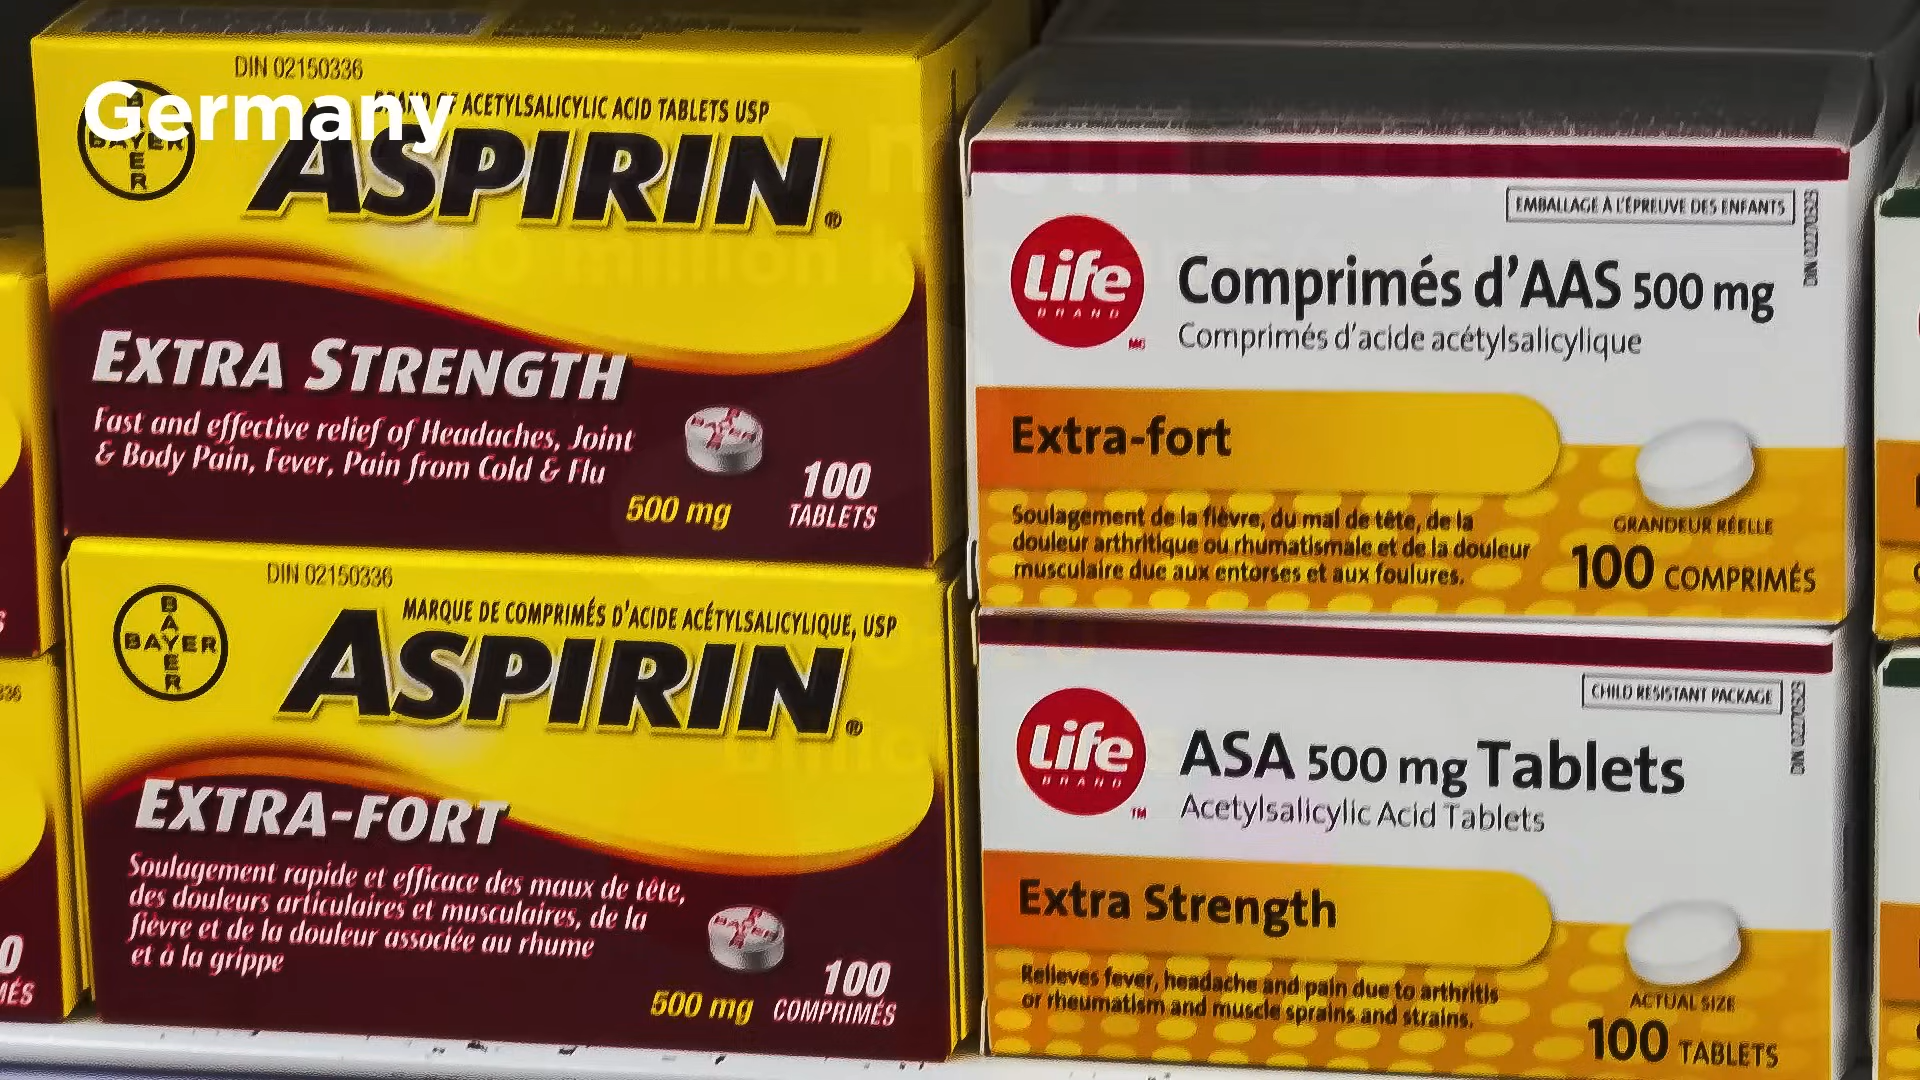 Germany
DIN 02150336
OF ACETYLSALICYLIC ACID TABLETS USP
BAYER
BAYER
ASPIRIN®
EXTRA STRENGTH
Fast and effective relief of Headaches, Joint
& Body Pain, Fever, Pain from Cold & Flu
500 mg
100
TABLETS
DIN 02150336
MARQUE DE COMPRIMÉS D'ACIDE ACÉTYLSALICYLIQUE, USP
BAYER
BAYER
ASPIRIN®
EXTRA-FORT
Soulagement rapide et efficace des maux de tête,
des douleurs articulaires et musculaires, de la
fièvre et de la douleur associée au rhume
et à la grippe
500 mg
100
COMPRIMÉS
EMBALLAGE À L'ÉPREUVE DES ENFANTS
Life
BRAND
MC
Comprimés d'AAS 500 mg
Comprimés d'acide acétylsalicylique
Extra-fort
Soulagement de la fièvre, du mal de tête, de la
douleur arthritique ou rhumatismale et de la douleur
musculaire due aux entorses et aux foulures.
GRANDEUR RÉELLE
100 COMPRIMÉS
CHILD RESISTANT PACKAGE
Life
BRAND
TM
ASA 500 mg Tablets
Acetylsalicylic Acid Tablets
Extra Strength
Relieves fever, headache and pain due to arthritis
or rheumatism and muscle sprains and strains.
ACTUAL SIZE
100 TABLETS